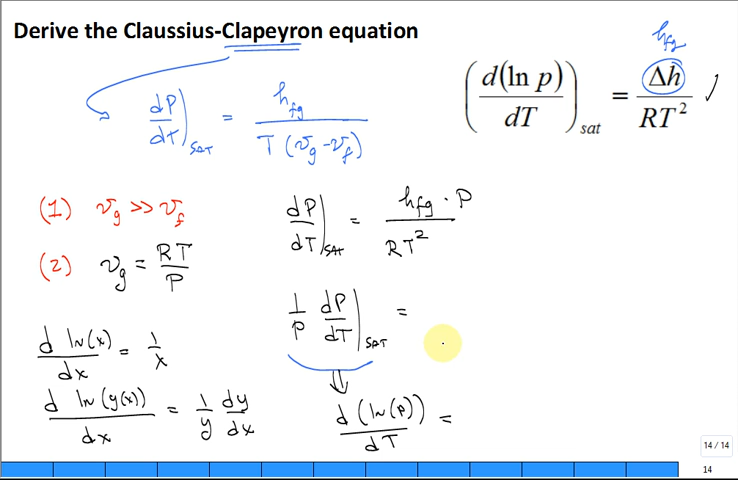 Derive the Claussius-Clapeyron equation
h_fg
(d(ln p)/dT)_sat = Δh/RT²
dP/dT|_SAT = h_fg/T(v_g-v_f)
(1) v_g >> v_f
dP/dT|_SAT = h_fg · P/RT²
(2) v_g = RT/P
1/P dP/dT|_SAT =
d ln(x)/dx = 1/x
d ln(y(x))/dx = 1/y dy/dx
d(ln(p))/dT =
14 / 14
14